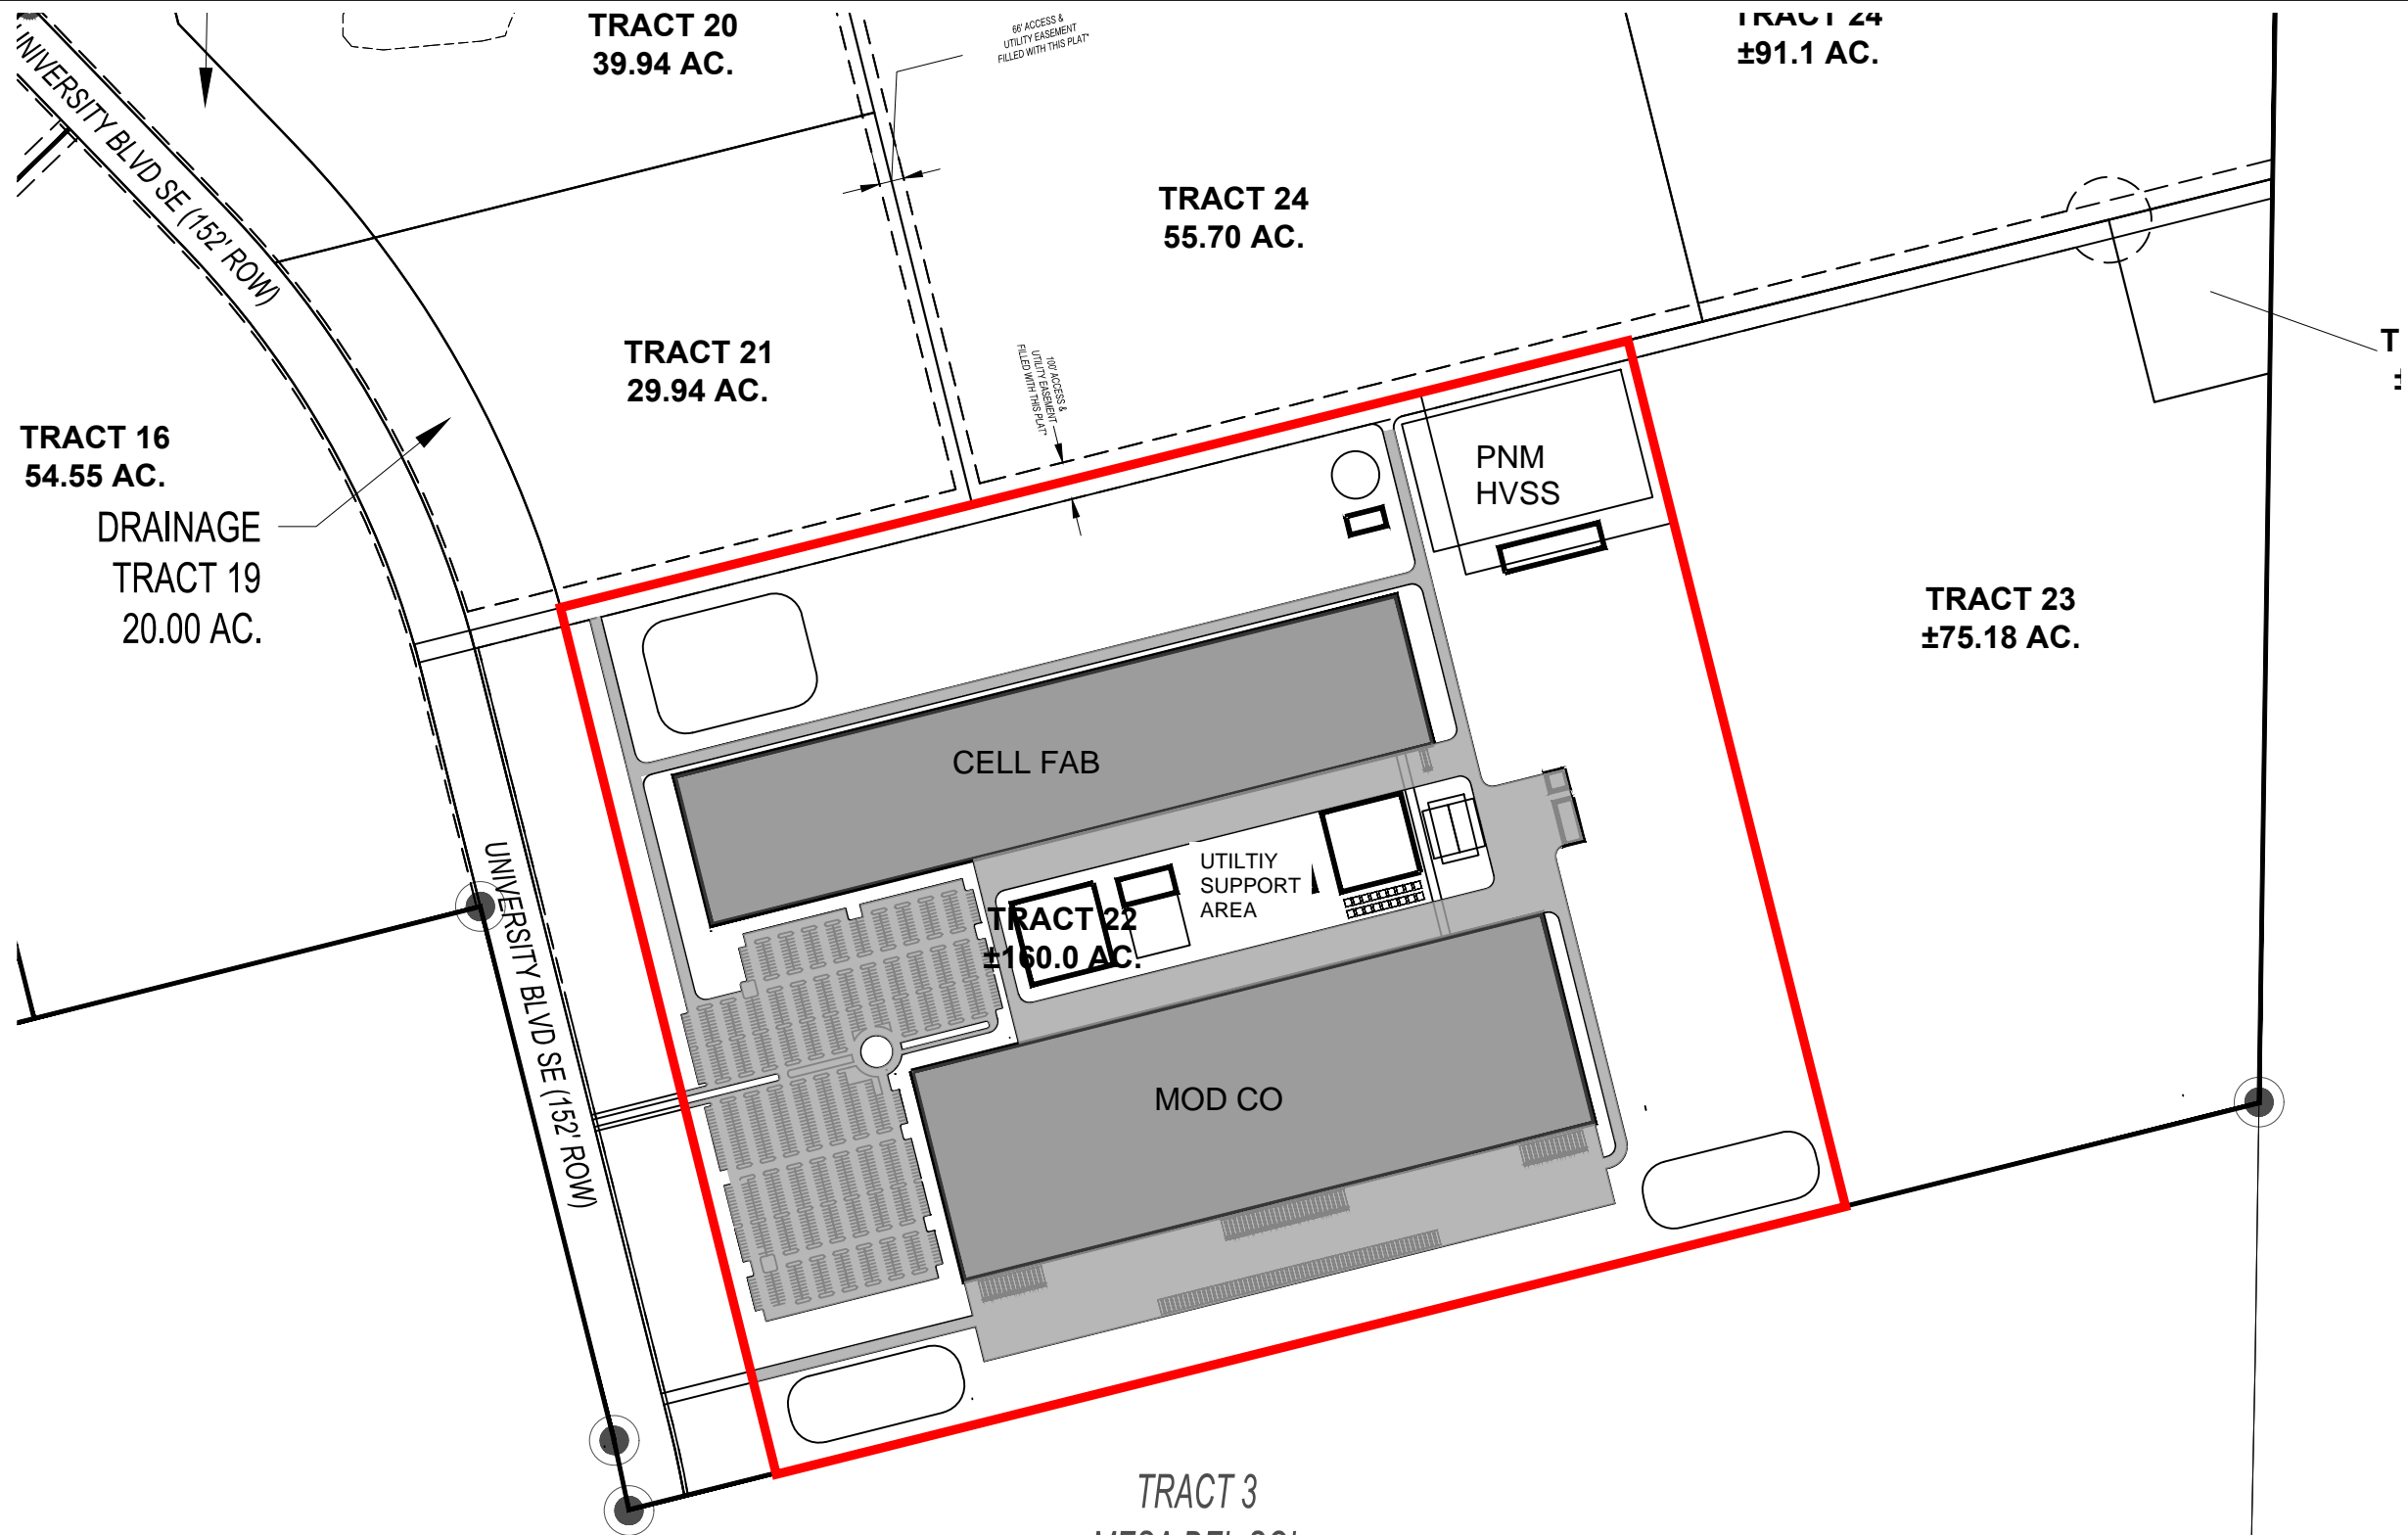 TRACT 20
39.94 AC.
66' ACCESS &
UTILITY EASEMENT
FILLED WITH THIS PLAT"
TRACT 24
±91.1 AC.
UNIVERSITY BLVD SE (152' ROW)
TRACT 24
55.70 AC.
TRACT 21
29.94 AC.
100' ACCESS &
UTILITY EASEMENT
FILLED WITH THIS PLAT"
TRACT 16
54.55 AC.
DRAINAGE
TRACT 19
20.00 AC.
PNM
HVSS
TRACT 23
±75.18 AC.
CELL FAB
UTILTIY
SUPPORT
AREA
TRACT 22
±160.0 AC.
UNIVERSITY BLVD SE (152' ROW)
MOD CO
TRACT 3